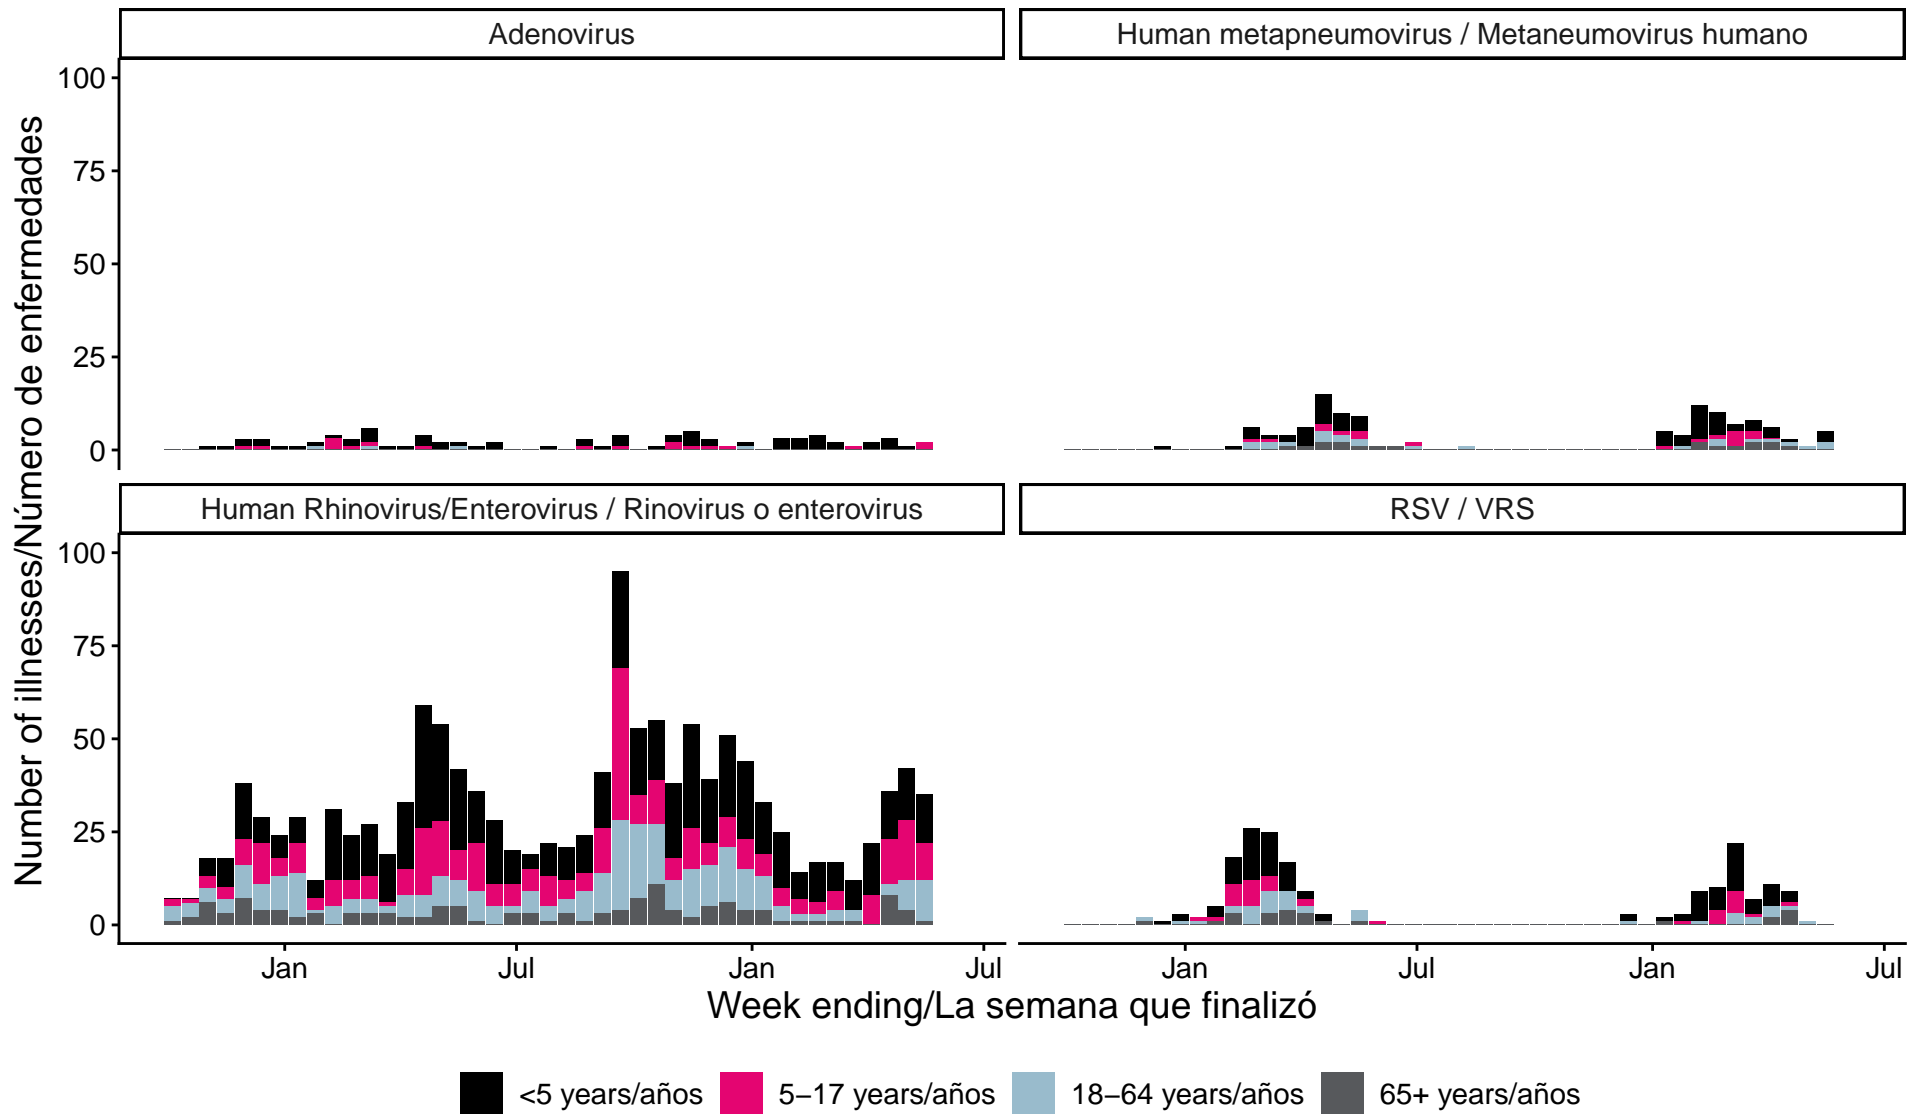 Adenovirus
Human metapneumovirus / Metaneumovirus humano
100
75
50
25
0
Human Rhinovirus/Enterovirus / Rinovirus o enterovirus
RSV / VRS
100
75
50
25
0
Number of illnesses/Número de enfermedades
Jan
Jul
Jan
Jul
Jan
Jul
Jan
Jul
Week ending/La semana que finalizó
<5 years/años
5–17 years/años
18–64 years/años
65+ years/años